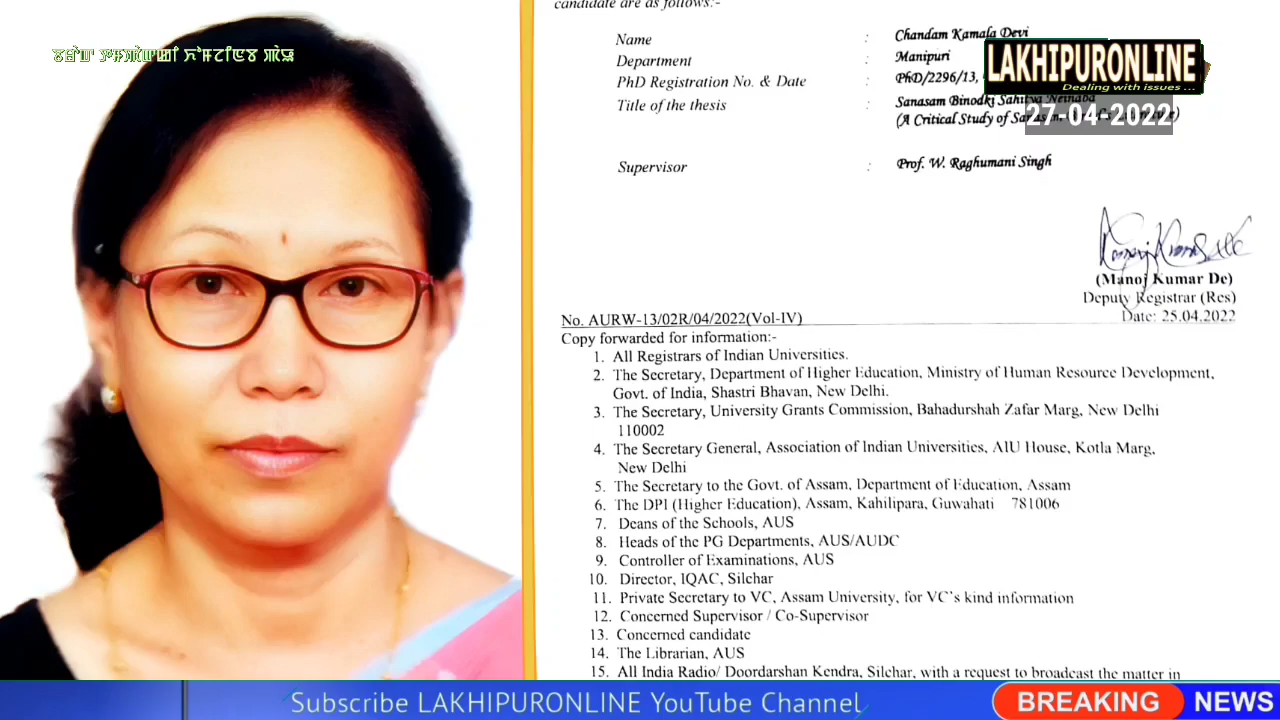 candidate are as follows:-
Name : Chandam Kamala Devi
Department : Manipuri
PhD Registration No. & Date : PhD/2296/13,
Title of the thesis : Sanasam Binodki Sahitya Neinaba
(A Critical Study of
Supervisor : Prof. W. Raghumani Singh
LAKHIPURONLINE
Dealing with issues ...
27-04-2022
(Manoj Kumar De)
Deputy Registrar (Res)
Date: 25.04.2022
No. AURW-13/02R/04/2022(Vol-IV)
Copy forwarded for information:-
1. All Registrars of Indian Universities.
2. The Secretary, Department of Higher Education, Ministry of Human Resource Development,
Govt. of India, Shastri Bhavan, New Delhi.
3. The Secretary, University Grants Commission, Bahadurshah Zafar Marg, New Delhi
110002
4. The Secretary General, Association of Indian Universities, AIU House, Kotla Marg,
New Delhi
5. The Secretary to the Govt. of Assam, Department of Education, Assam
6. The DPI (Higher Education), Assam, Kahilipara, Guwahati 781006
7. Deans of the Schools, AUS
8. Heads of the PG Departments, AUS/AUDC
9. Controller of Examinations, AUS
10. Director, IQAC, Silchar
11. Private Secretary to VC, Assam University, for VC's kind information
12. Concerned Supervisor / Co-Supervisor
13. Concerned candidate
14. The Librarian, AUS
15. All India Radio/ Doordarshan Kendra, Silchar, with a request to broadcast the matter in
Subscribe LAKHIPURONLINE YouTube Channel
BREAKING NEWS